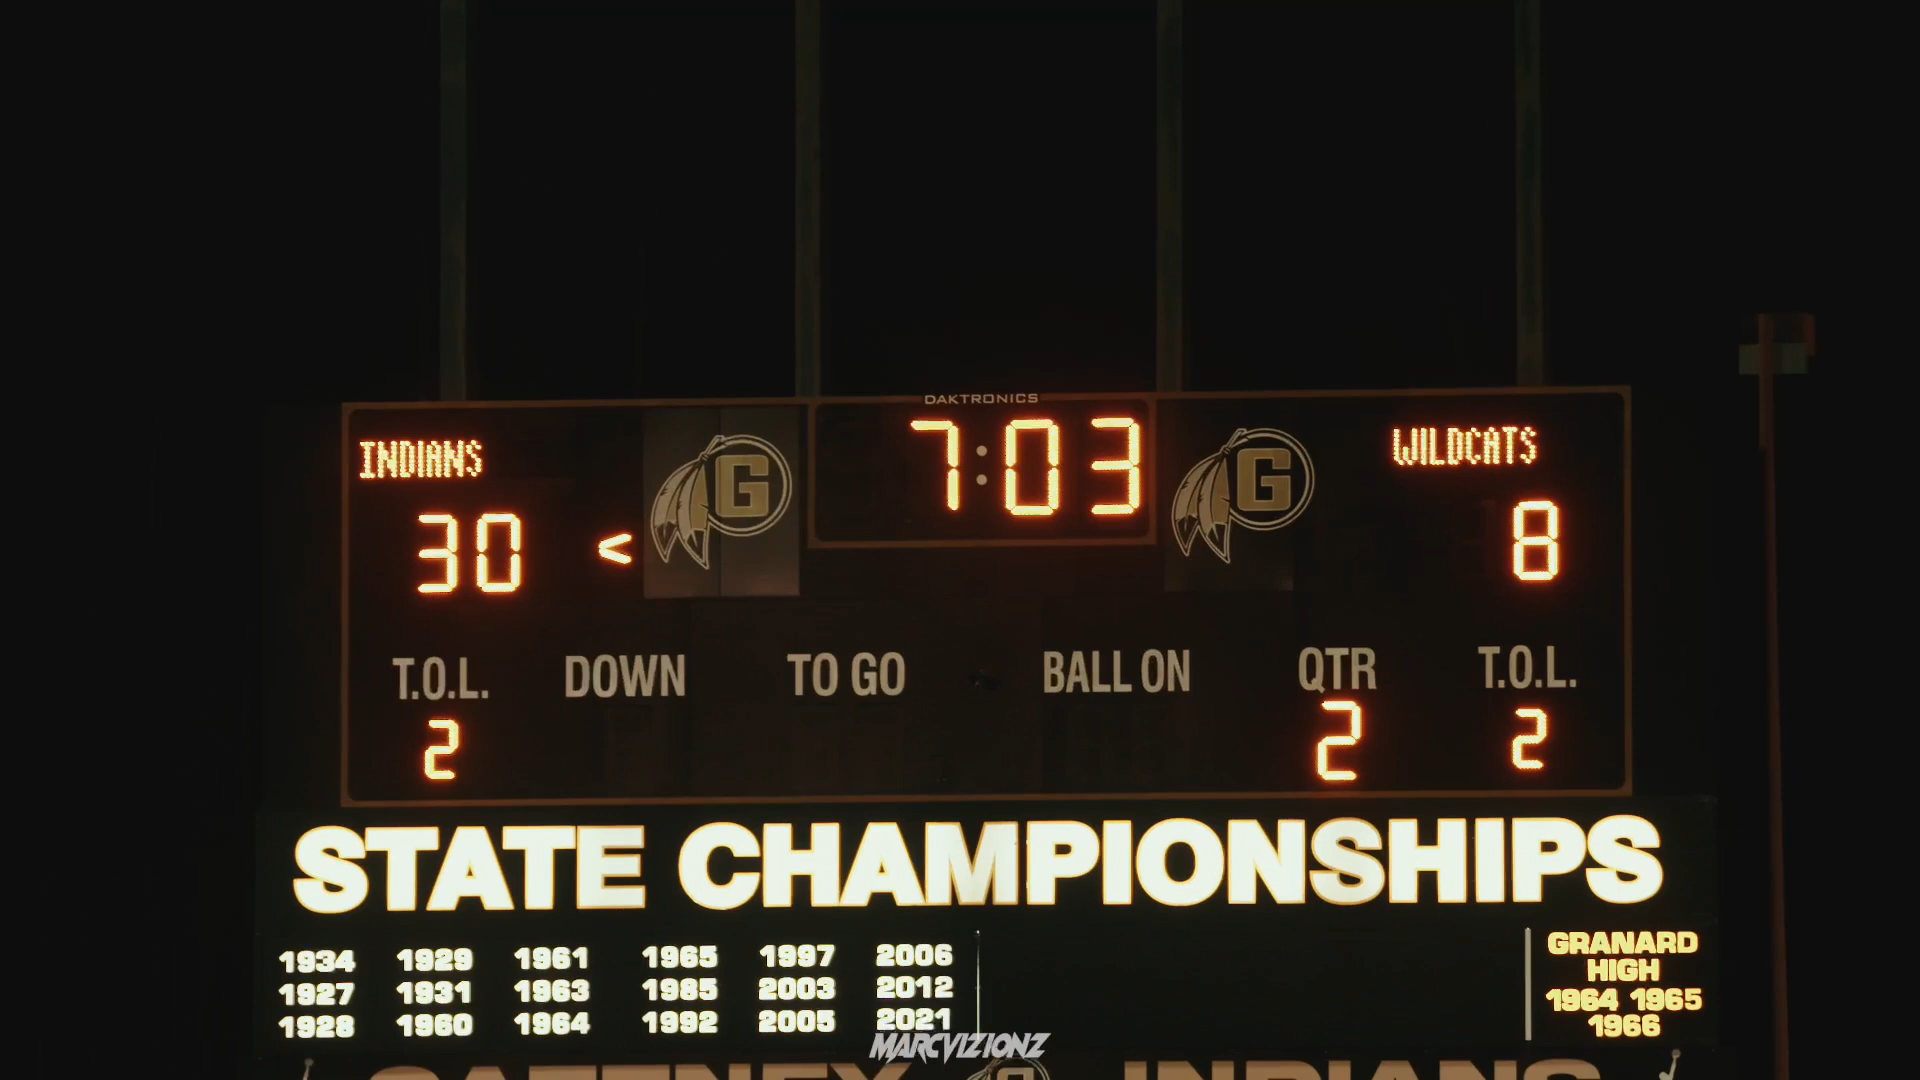 DAKTRONICS
INDIANS
G
7:03
G
WILDCATS
30 <
8
T.O.L. DOWN TO GO BALL ON QTR T.O.L.
2 2 2
STATE CHAMPIONSHIPS
1934 1929 1961 1965 1997 2006
1927 1931 1963 1985 2003 2012
1928 1960 1964 1992 2005 2021
GRANARD
HIGH
1964 1965
1966
MARCVIZIONZ
GAFFNEY INDIANS